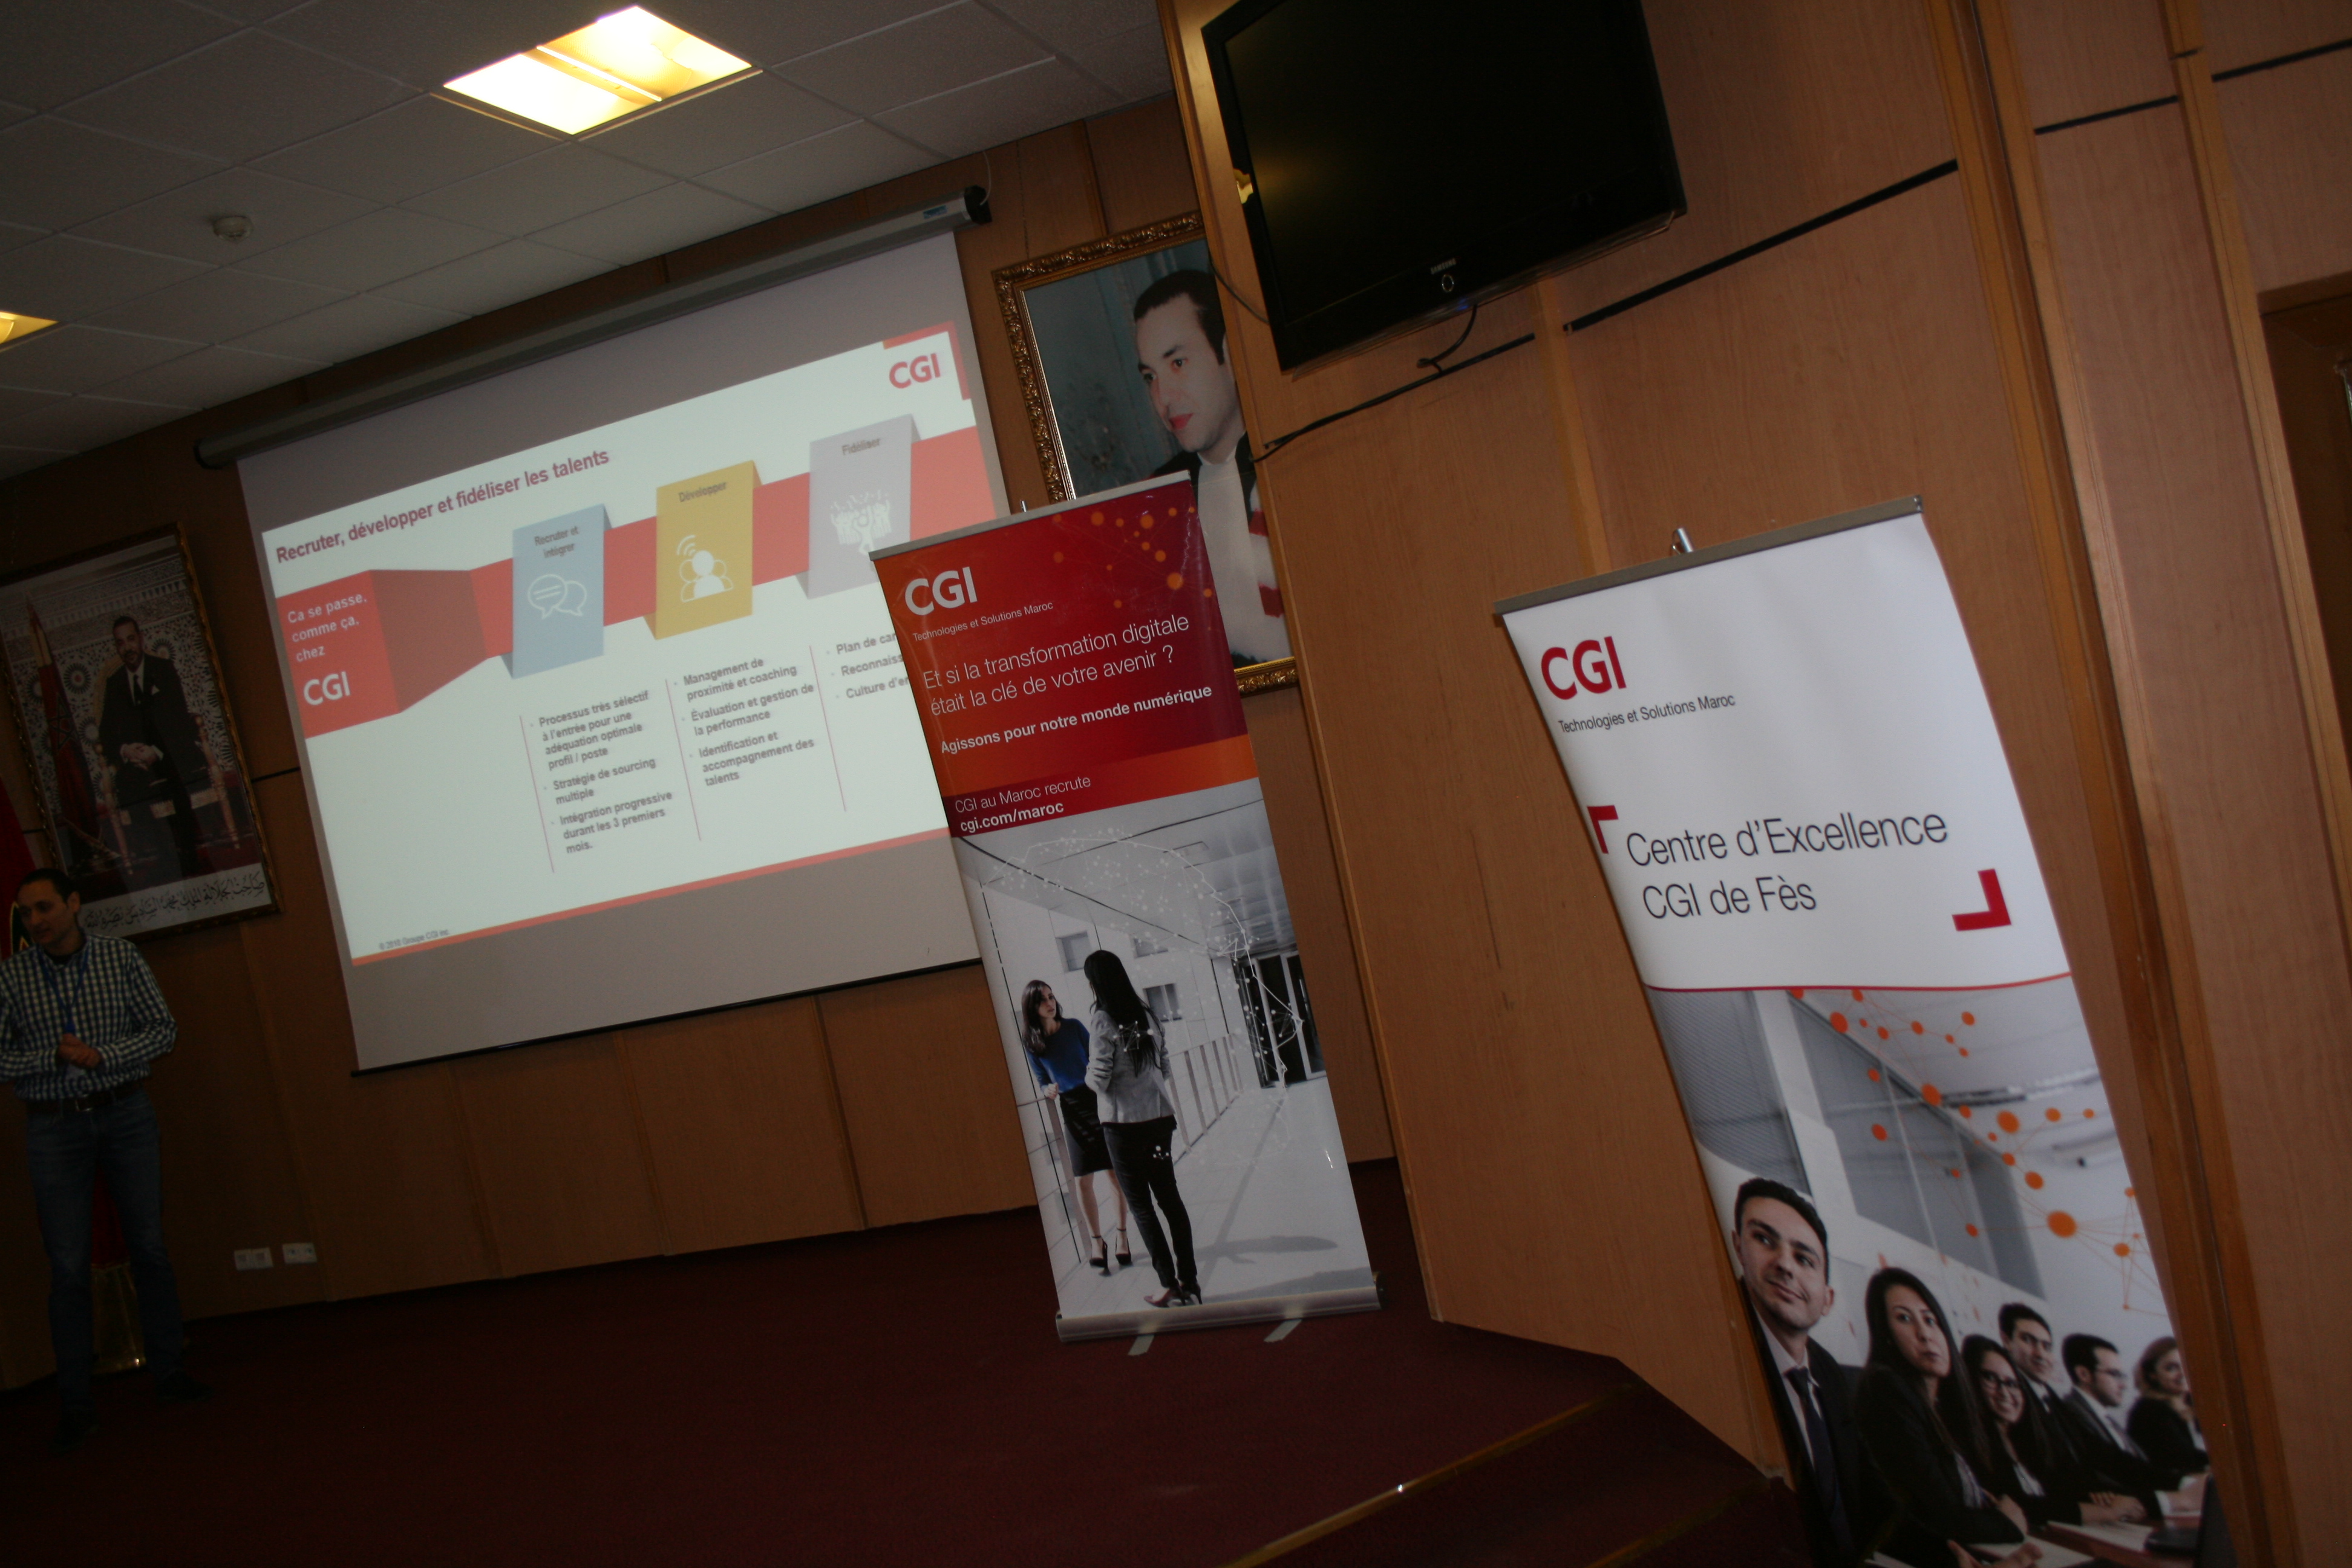 CGI
Recruter, développer et fidéliser les talents
Ca se passe,
comme ça,
chez
CGI
Recruter et
intégrer
Développer
Fidéliser
Processus très sélectif
à l'entrée pour une
adéquation optimale
profil / poste
Stratégie de sourcing
multiple
Intégration progressive
durant les 3 premiers
mois.
Management de
proximité et coaching
Évaluation et gestion de
la performance
Identification et
accompagnement des
talents
Plan de
Culture
CGI
Technologies et Solutions Maroc
Et si la transformation digitale
était la clé de votre avenir ?
Agissons pour notre monde numérique
CGI au Maroc recrute
cgi.com/maroc
SAMSUNG
CGI
Technologies et Solutions Maroc
Centre d'Excellence
CGI de Fès